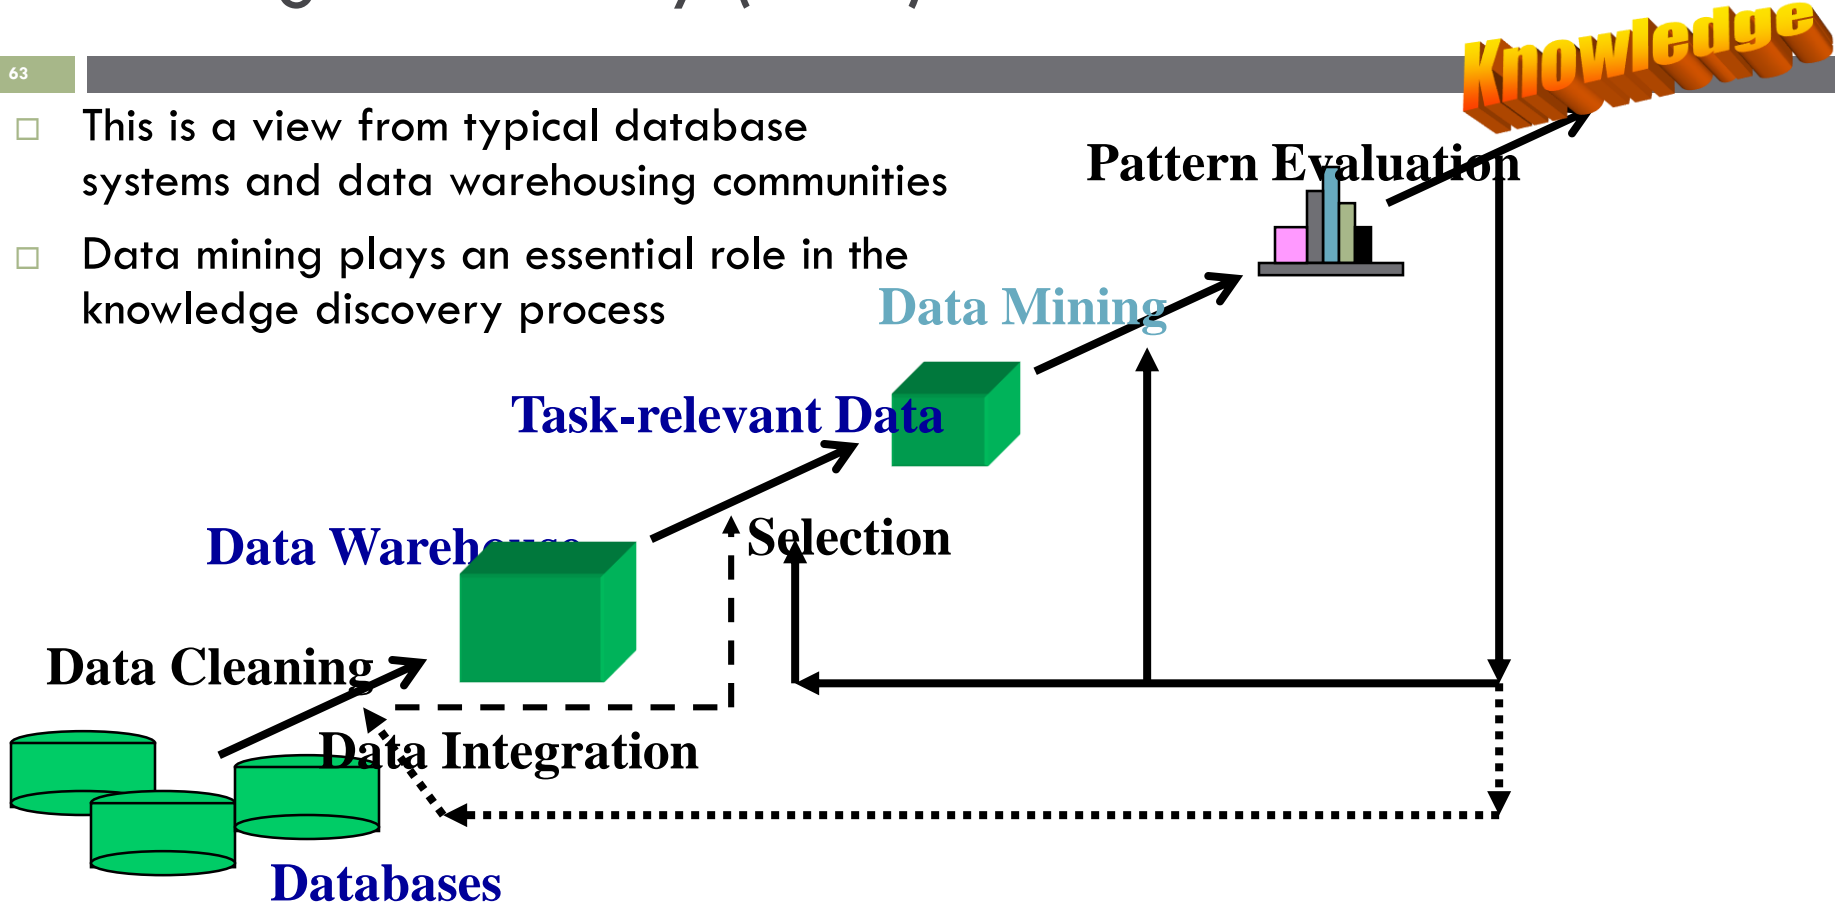 63
Knowledge
This is a view from typical database
systems and data warehousing communities
Data mining plays an essential role in the
knowledge discovery process
Pattern Evaluation
Data Mining
Task-relevant Data
Selection
Data Warehouse
Data Cleaning
Data Integration
Databases